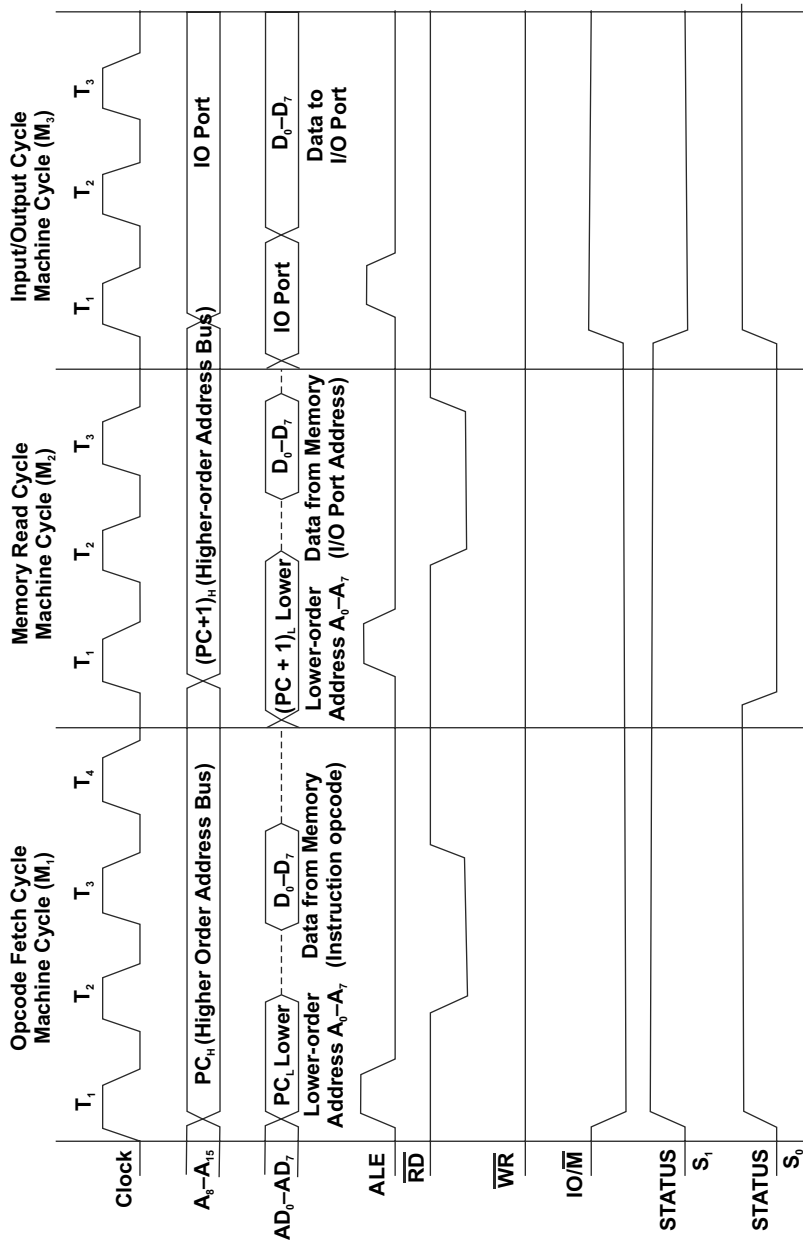 Opcode Fetch Cycle
Machine Cycle (M₁)
Memory Read Cycle
Machine Cycle (M₂)
Input/Output Cycle
Machine Cycle (M₃)
T₁ T₂ T₃ T₄ T₁ T₂ T₃ T₁ T₂ T₃
Clock
A₈–A₁₅
PC_H (Higher Order Address Bus)
(PC+1)_H (Higher-order Address Bus)
IO Port
AD₀–AD₇
PC_L Lower
D₀–D₇
(PC + 1)_L Lower
D₀–D₇
IO Port
D₀–D₇
Lower-order
Address A₀–A₇
Data from Memory
(Instruction opcode)
Lower-order
Address A₀–A₇
Data from Memory
(I/O Port Address)
Data to
I/O Port
ALE
R̅D̅
W̅R̅
IO/M̅
STATUS
S₁
STATUS
S₀